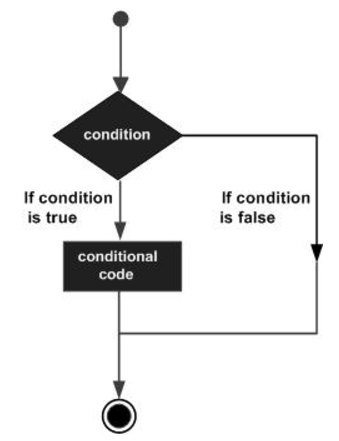 condition
If condition
is true
If condition
is false
conditional
code